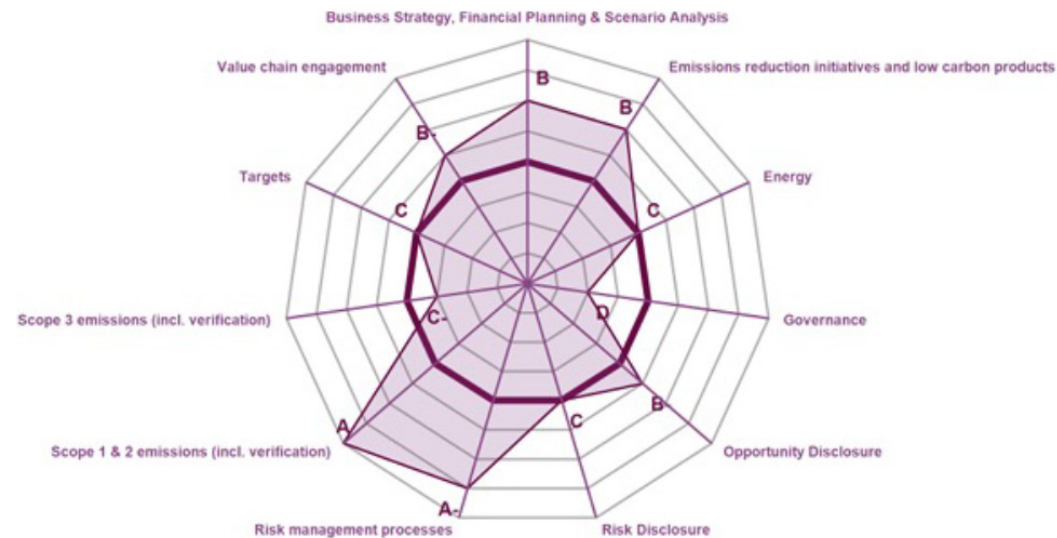 Business Strategy, Financial Planning & Scenario Analysis
Value chain engagement
Emissions reduction initiatives and low carbon products
B
B
B-
Targets
Energy
C
C
Scope 3 emissions (incl. verification)
C-
D
Governance
B-
A
C
Scope 1 & 2 emissions (incl. verification)
Opportunity Disclosure
A-
Risk management processes
Risk Disclosure